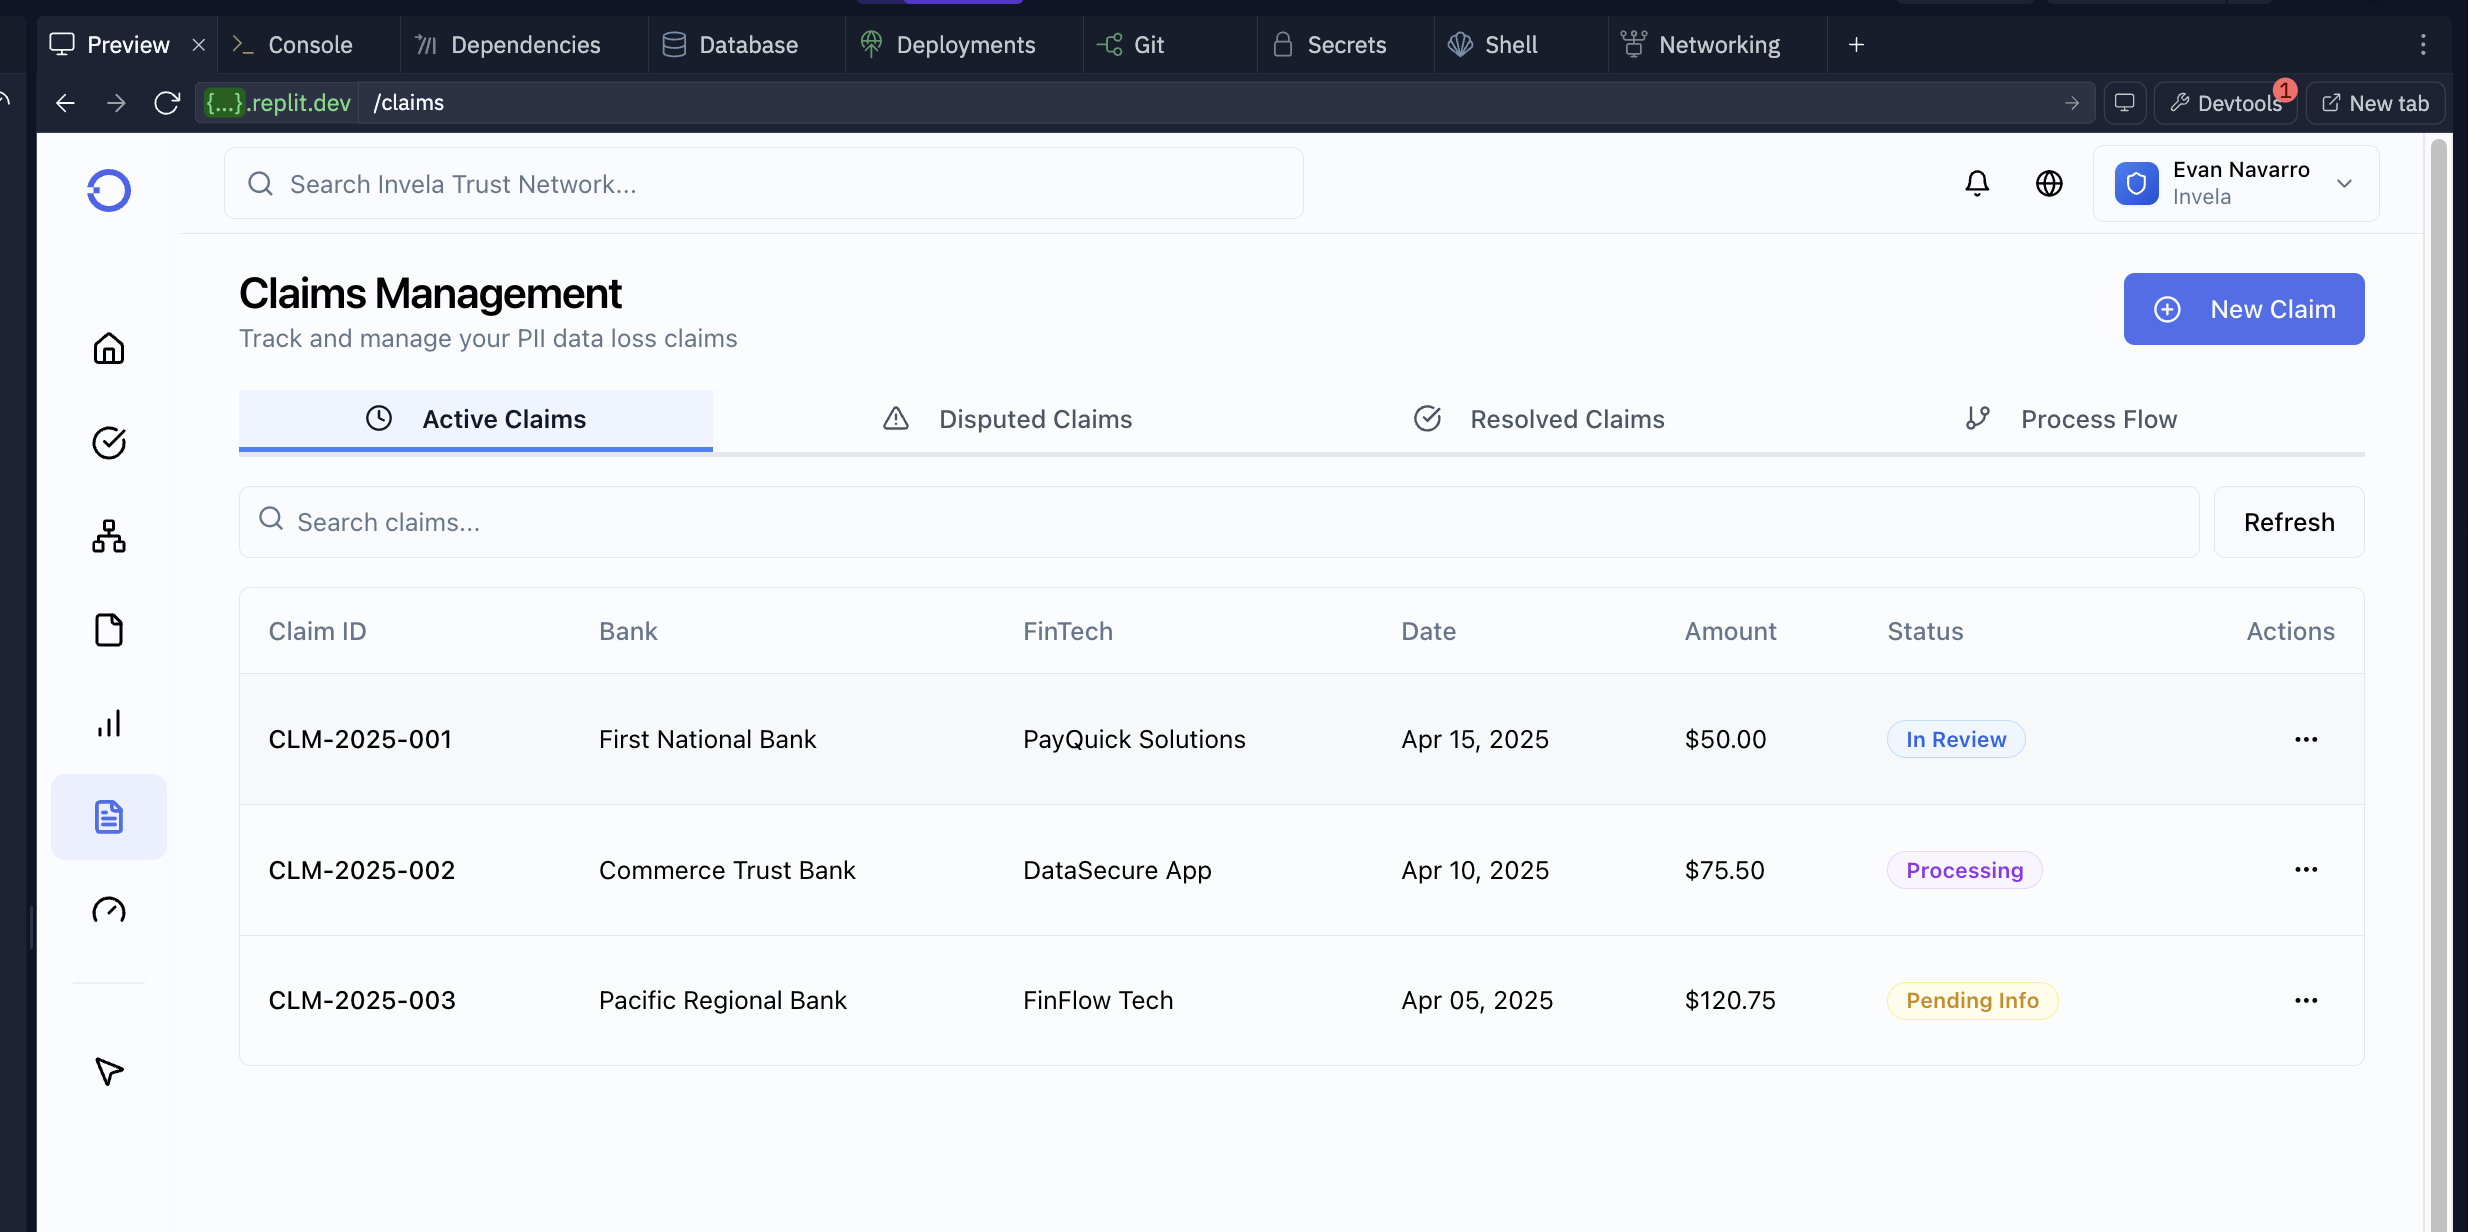 Preview Console Dependencies Database Deployments Git Secrets Shell Networking
{...}.replit.dev /claims Devtools 1 New tab
Search Invela Trust Network... Evan Navarro
Invela
Claims Management
Track and manage your PII data loss claims
New Claim
Active Claims Disputed Claims Resolved Claims Process Flow
Search claims... Refresh
Claim ID Bank FinTech Date Amount Status Actions
CLM-2025-001 First National Bank PayQuick Solutions Apr 15, 2025 $50.00 In Review
CLM-2025-002 Commerce Trust Bank DataSecure App Apr 10, 2025 $75.50 Processing
CLM-2025-003 Pacific Regional Bank FinFlow Tech Apr 05, 2025 $120.75 Pending Info